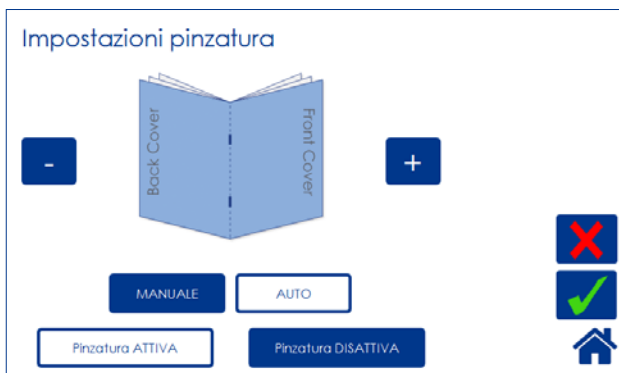 Impostazioni pinzatura
Back Cover
Front Cover
-
+
MANUALE
AUTO
Pinzatura ATTIVA
Pinzatura DISATTIVA